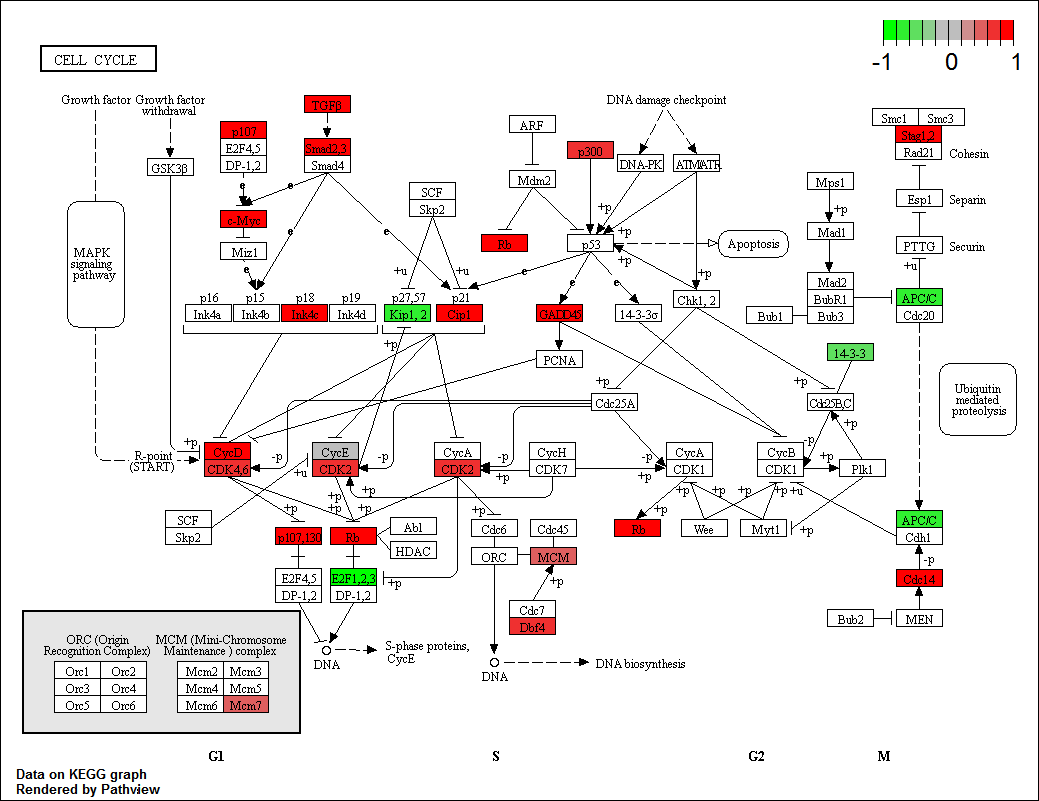 -1 0 1
CELL CYCLE
Growth factor
Growth factor
withdrawal
TGFβ
DNA damage checkpoint
p107
E2F4,5
DP-1,2
Smad2,3
Smad4
GSK3β
ARF
Mdm2
p300
DNA-PK
ATM/ATR
Smc1
Smc3
Stag1,2
Rad21
Cohesin
e
e
e
e
SCF
Skp2
c-Myc
Miz1
MAPK
signaling
pathway
Rb
p53
+p
+p
+p
Apoptosis
Mps1
+p
Mad1
Esp1
Separin
PTTG
Securin
+u
+u
e
e
e
+p
+u
Mad2
BubR1
Bub3
Bub1
APC/C
Cdc20
p16
Ink4a
p15
Ink4b
p18
Ink4c
p19
Ink4d
p27,57
Kip1, 2
p21
Cip1
GADD45
14-3-3σ
Chk1, 2
+p
PCNA
14-3-3
Ubiquitin
mediated
proteolysis
+p
Cdc25A
+p
Cdc25B,C
R-point
(START)
+p
CycD
CDK4,6
-p
CycE
CDK2
+u
-p
CycA
CDK2
-p
+p
CycH
CDK7
-p
+p
CycA
CDK1
CycB
CDK1
-p
+p
+p
Plk1
SCF
Skp2
+p
+p
+p
+p
+p
+p
+p
+p
+p
+u
+p
p107,130
Rb
Abl
HDAC
Cdc6
ORC
Cdc45
MCM
Rb
Wee
Myt1
APC/C
Cdh1
-p
E2F4,5
DP-1,2
E2F1,2,3
DP-1,2
+p
+p
Cdc7
Dbf4
Cdc14
Bub2
MEN
DNA
S-phase proteins,
CycE
DNA
DNA biosynthesis
ORC (Origin
Recognition Complex)
MCM (Mini-Chromosome
Maintenance ) complex
Orc1 Orc2
Orc3 Orc4
Orc5 Orc6
Mcm2 Mcm3
Mcm4 Mcm5
Mcm6 Mcm7
G1 S G2 M
Data on KEGG graph
Rendered by Pathview